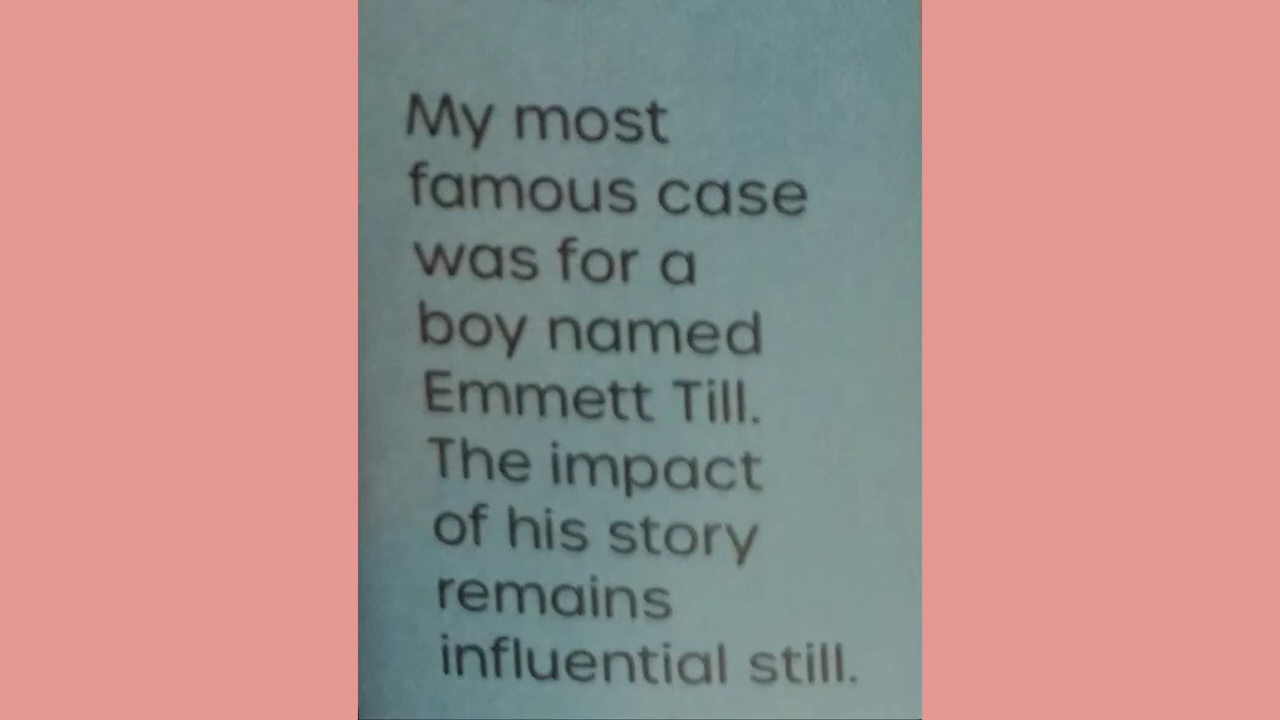 My most
famous case
was for a
boy named
Emmett Till.
The impact
of his story
remains
influential still.